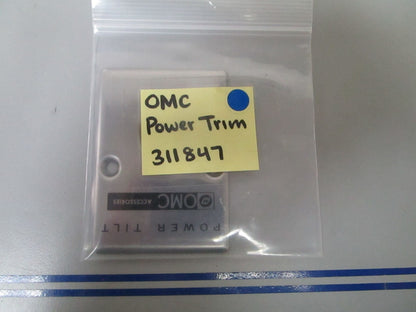 OMC
Power Trim
311847
OMC
ACCESSORIES
POWER TILT